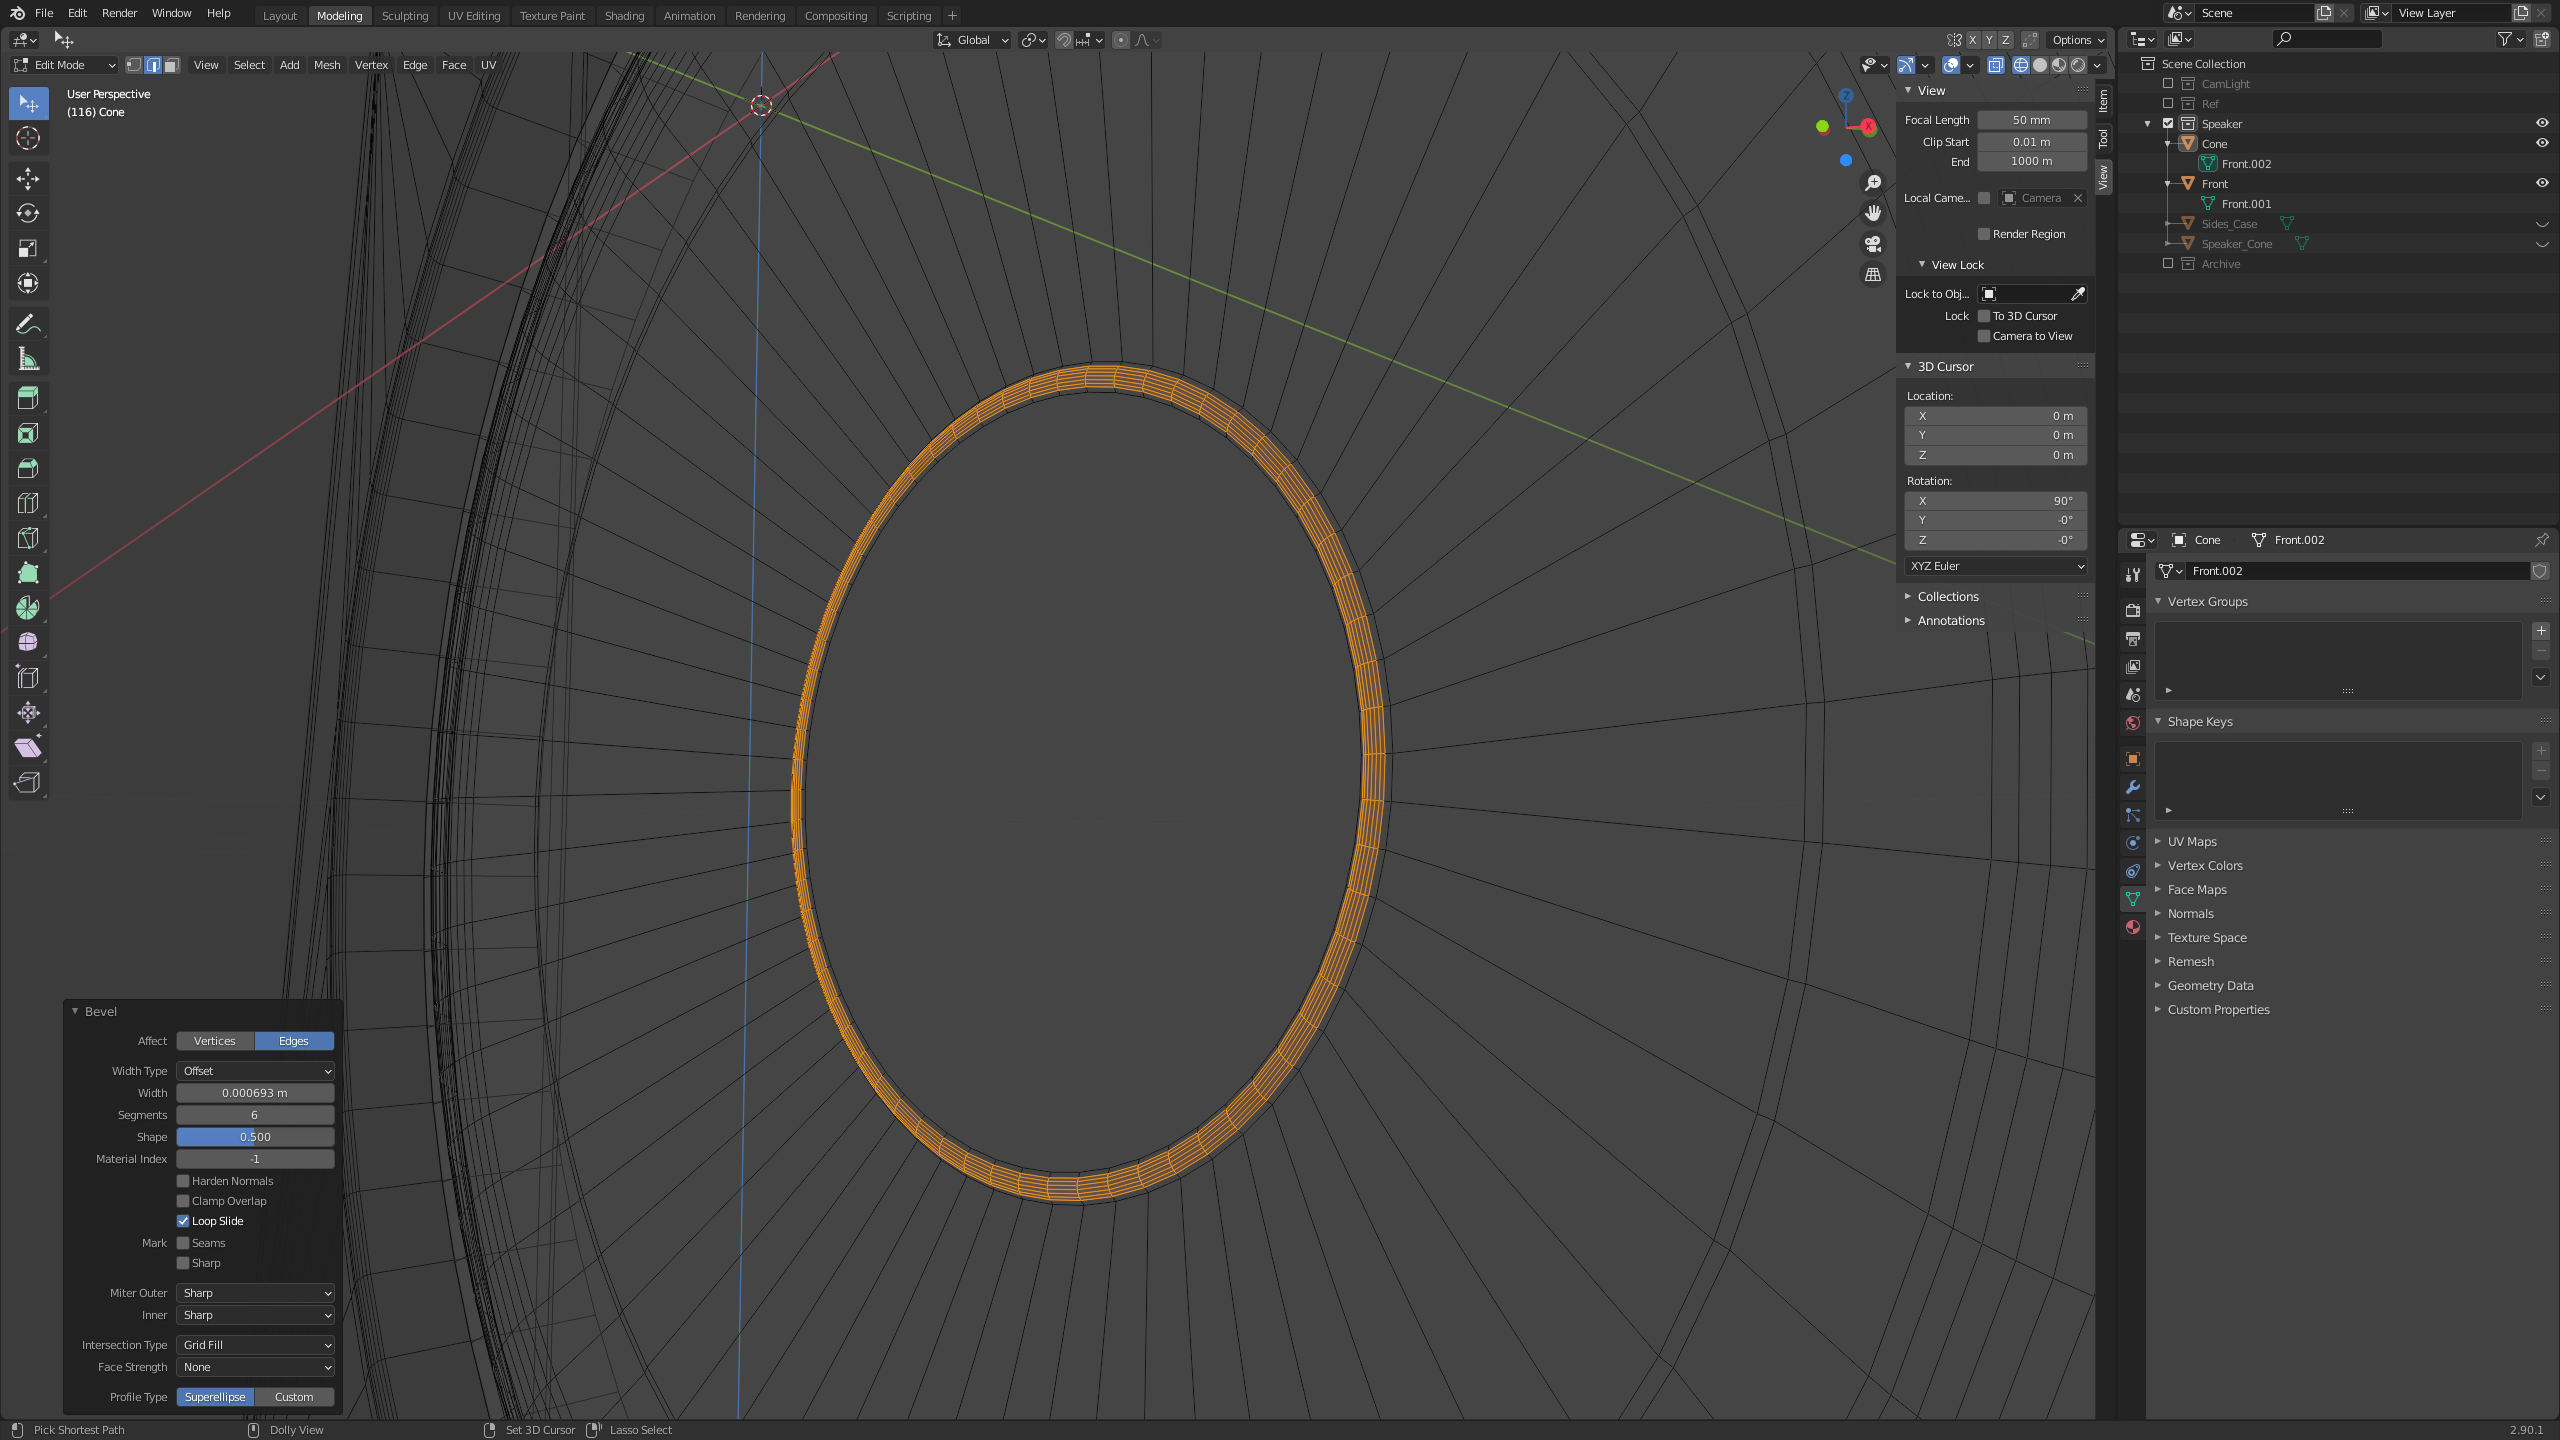 File Edit Render Window Help Layout Modeling Sculpting UV Editing Texture Paint Shading Animation Rendering Compositing Scripting + Scene View Layer
Global X Y Z Options
Edit Mode View Select Add Mesh Vertex Edge Face UV
User Perspective
(116) Cone
Z
X
View
Focal Length 50 mm
Clip Start 0.01 m
End 1000 m
Local Came... Camera
Render Region
View Lock
Lock to Obj...
Lock To 3D Cursor
Camera to View
3D Cursor
Location:
X 0 m
Y 0 m
Z 0 m
Rotation:
X 90°
Y -0°
Z -0°
XYZ Euler
Collections
Annotations
Item
Tool
View
Scene Collection
CamLight
Ref
Speaker
Cone
Front.002
Front
Front.001
Sides_Case
Speaker_Cone
Archive
Cone Front.002
Front.002
Vertex Groups
Shape Keys
UV Maps
Vertex Colors
Face Maps
Normals
Texture Space
Remesh
Geometry Data
Custom Properties
Bevel
Affect Vertices Edges
Width Type Offset
Width 0.000693 m
Segments 6
Shape 0.500
Material Index -1
Harden Normals
Clamp Overlap
Loop Slide
Mark Seams
Sharp
Miter Outer Sharp
Inner Sharp
Intersection Type Grid Fill
Face Strength None
Profile Type Superellipse Custom
Pick Shortest Path Dolly View Set 3D Cursor Lasso Select 2.90.1